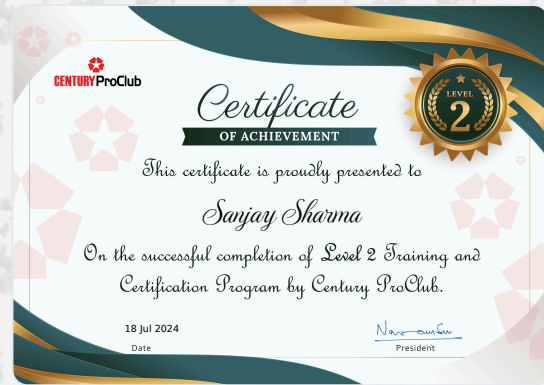 CENTURY ProClub
Certificate
OF ACHIEVEMENT
LEVEL
2
This certificate is proudly presented to
Sanjay Sharma
On the successful completion of Level 2 Training and
Certification Program by Century ProClub.
18 Jul 2024
Date
President